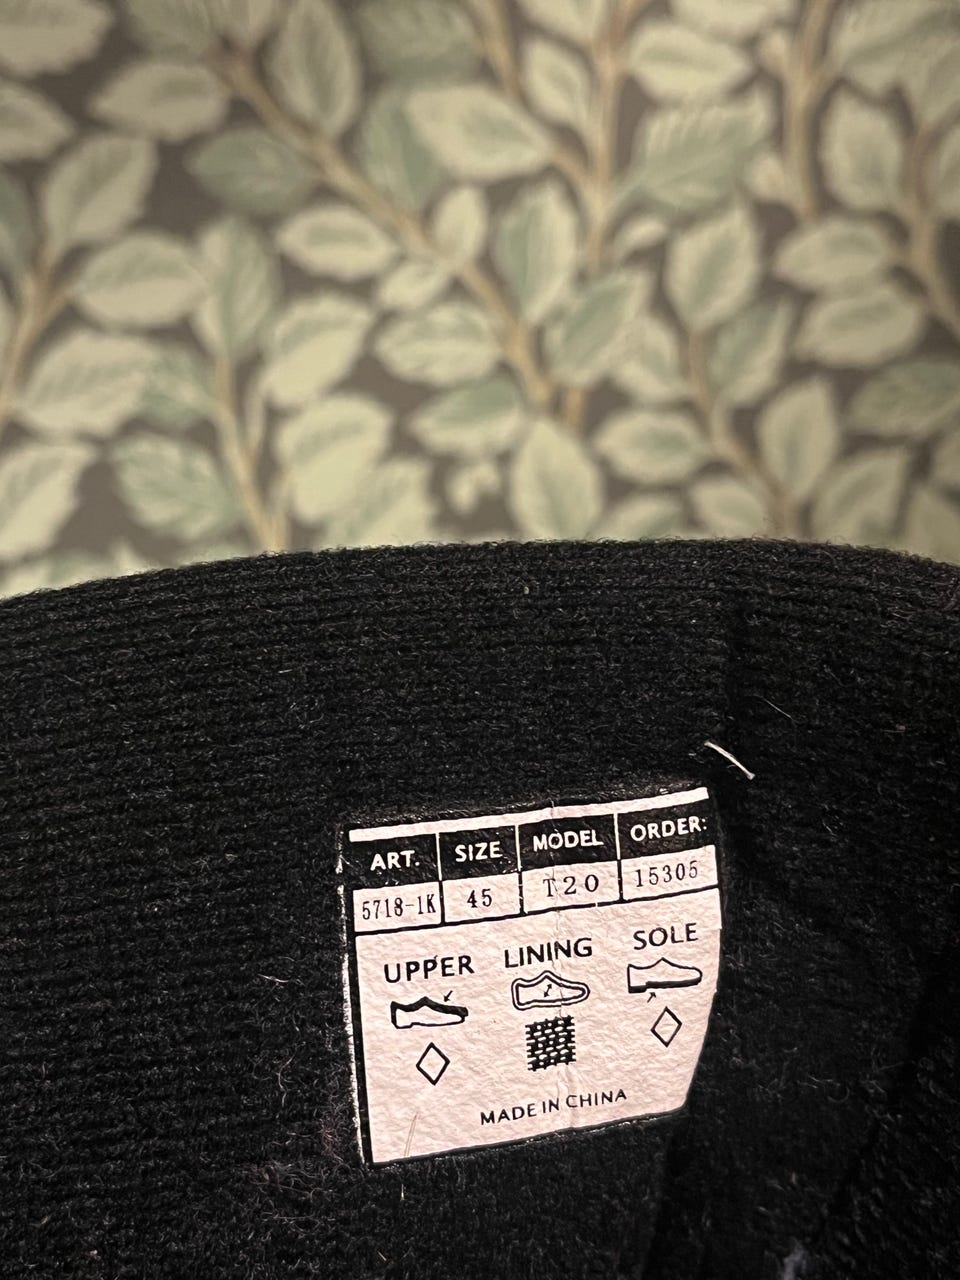 ART. SIZE MODEL ORDER:
5718-1K 45 T20 15305
UPPER LINING SOLE
MADE IN CHINA